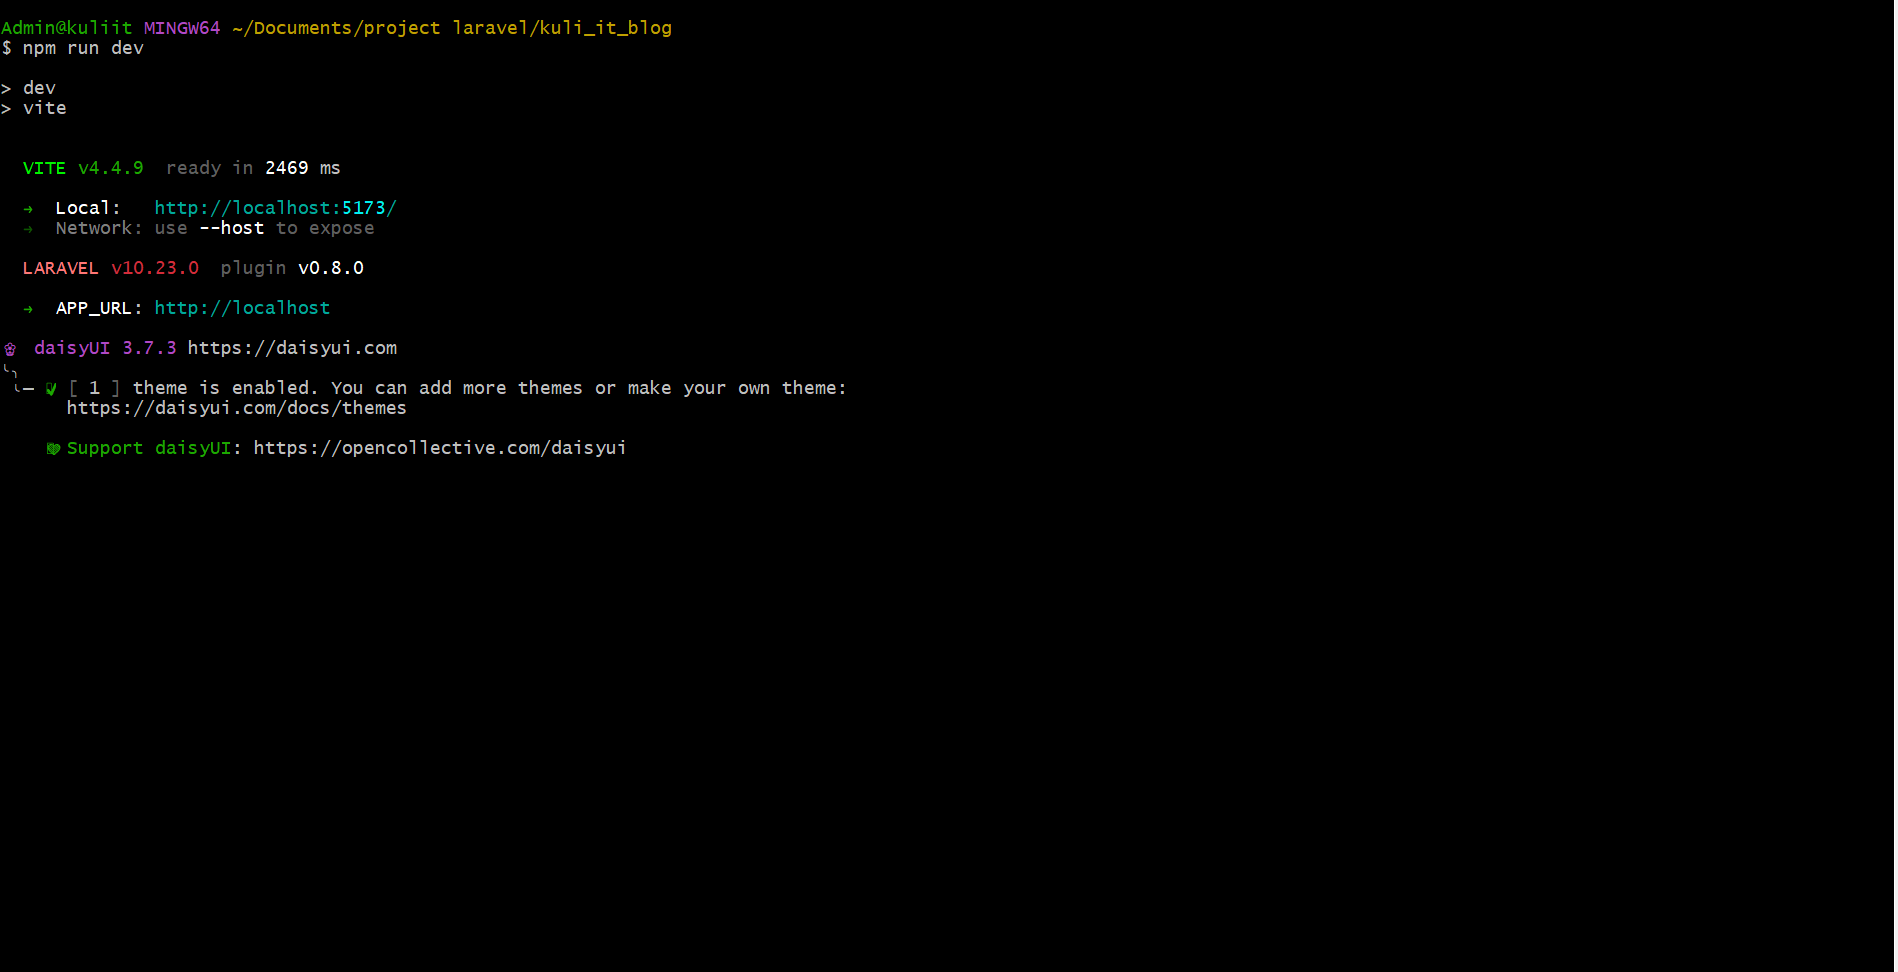 Admin@kuliit MINGW64 ~/Documents/project laravel/kuli_it_blog
$ npm run dev
> dev
> vite
VITE v4.4.9  ready in 2469 ms
➜  Local:   http://localhost:5173/
➜  Network: use --host to expose
LARAVEL v10.23.0  plugin v0.8.0
➜  APP_URL: http://localhost
🌼 daisyUI 3.7.3 https://daisyui.com
╰╮
╰─ ✔ [ 1 ] theme is enabled. You can add more themes or make your own theme:
https://daisyui.com/docs/themes
💚 Support daisyUI: https://opencollective.com/daisyui